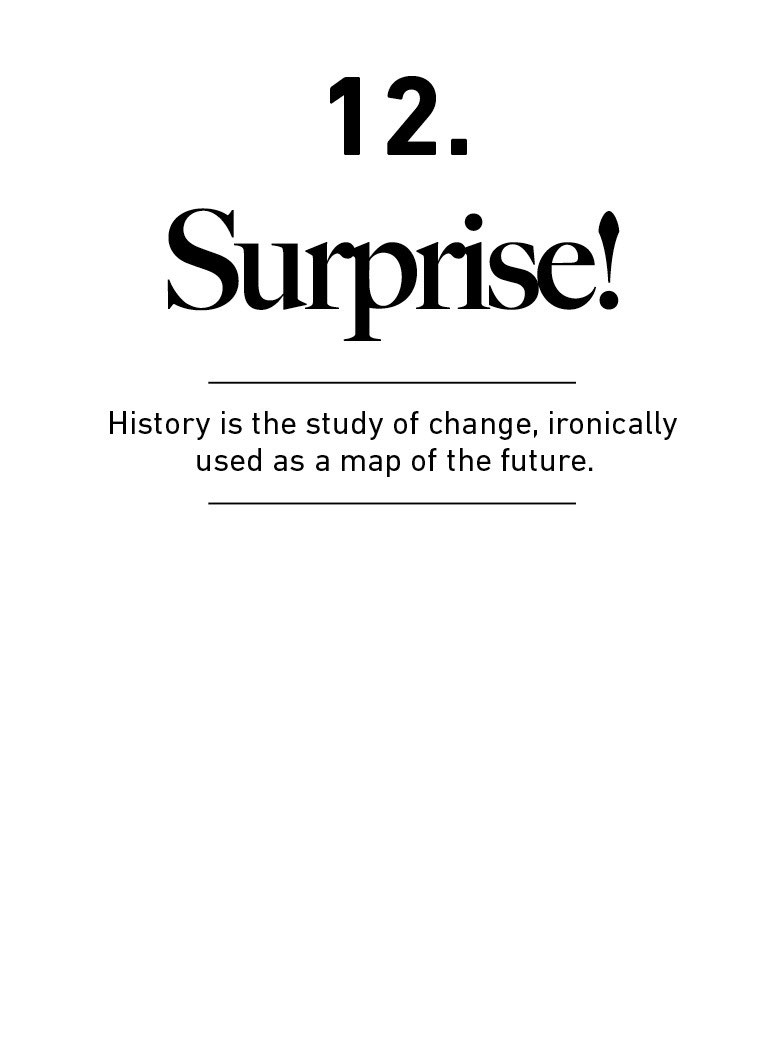 12.
Surprise!
History is the study of change, ironically
used as a map of the future.